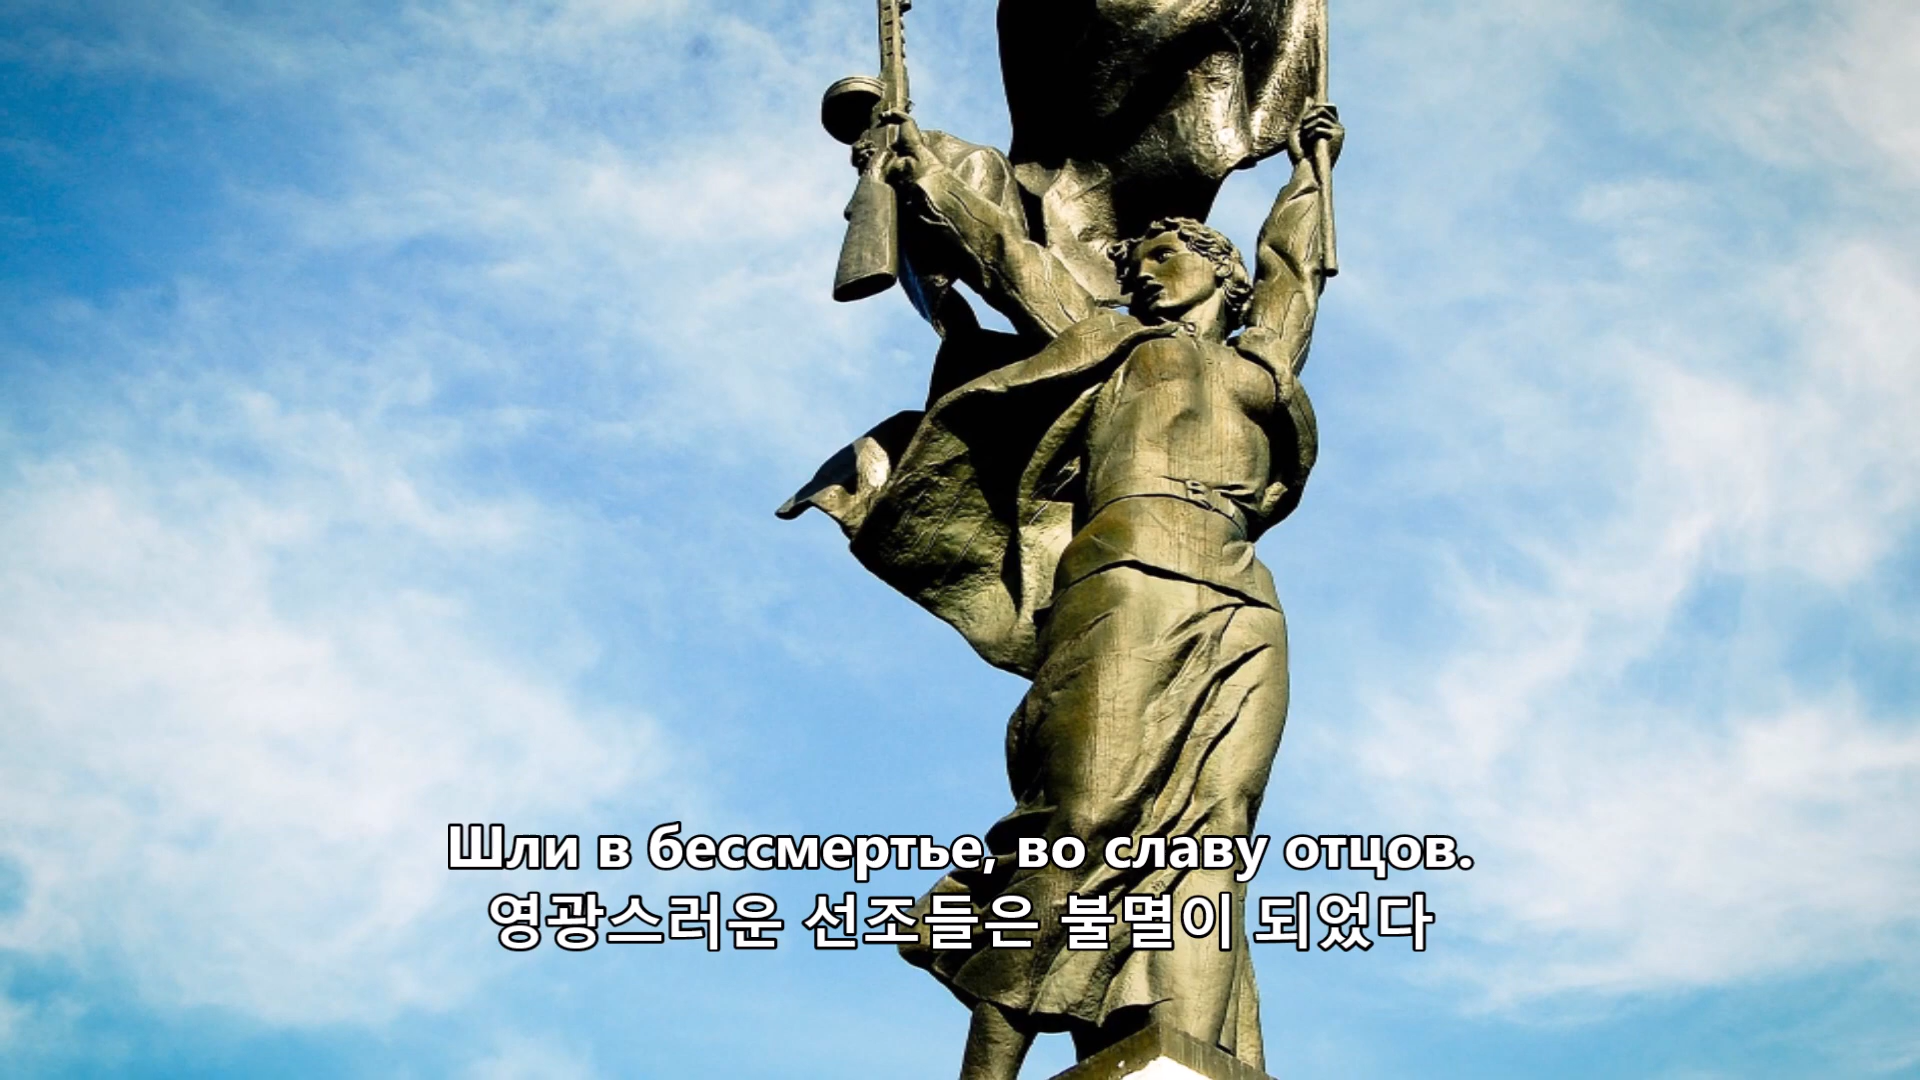 Шли в бессмертье, во славу отцов.
영광스러운 선조들은 불멸이 되었다